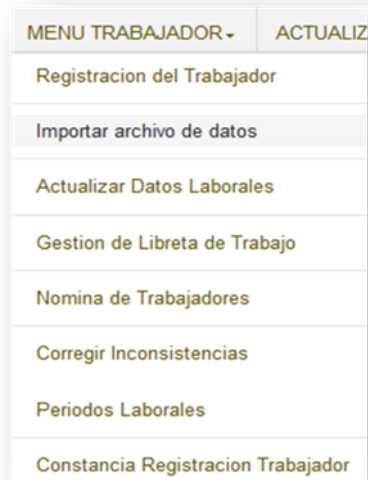 MENU TRABAJADOR ACTUALIZ
Registracion del Trabajador
Importar archivo de datos
Actualizar Datos Laborales
Gestion de Libreta de Trabajo
Nomina de Trabajadores
Corregir Inconsistencias
Periodos Laborales
Constancia Registracion Trabajador